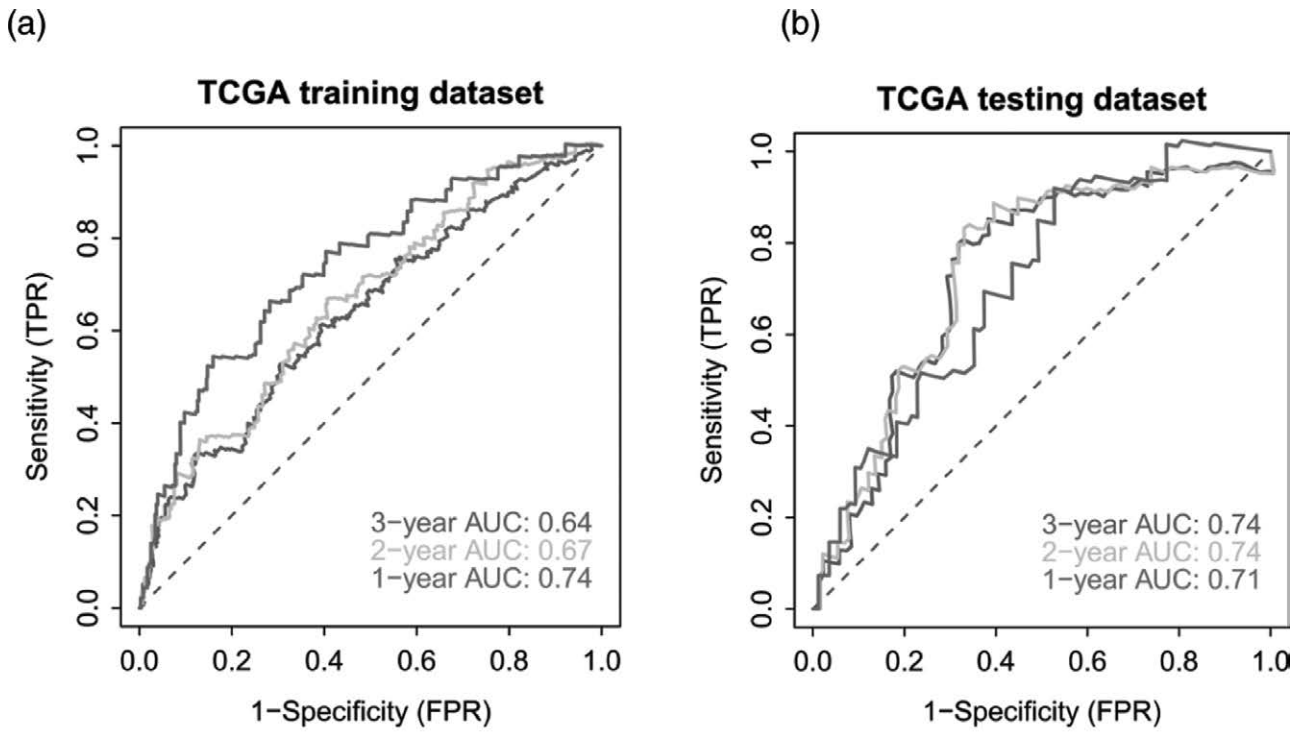 (a)
TCGA training dataset
Sensitivity (TPR)
1.0
0.8
0.6
0.4
0.2
0.0
3−year AUC: 0.64
2−year AUC: 0.67
1−year AUC: 0.74
0.0 0.2 0.4 0.6 0.8 1.0
1−Specificity (FPR)
(b)
TCGA testing dataset
Sensitivity (TPR)
1.0
0.8
0.6
0.4
0.2
0.0
3−year AUC: 0.74
2−year AUC: 0.74
1−year AUC: 0.71
0.0 0.2 0.4 0.6 0.8 1.0
1−Specificity (FPR)